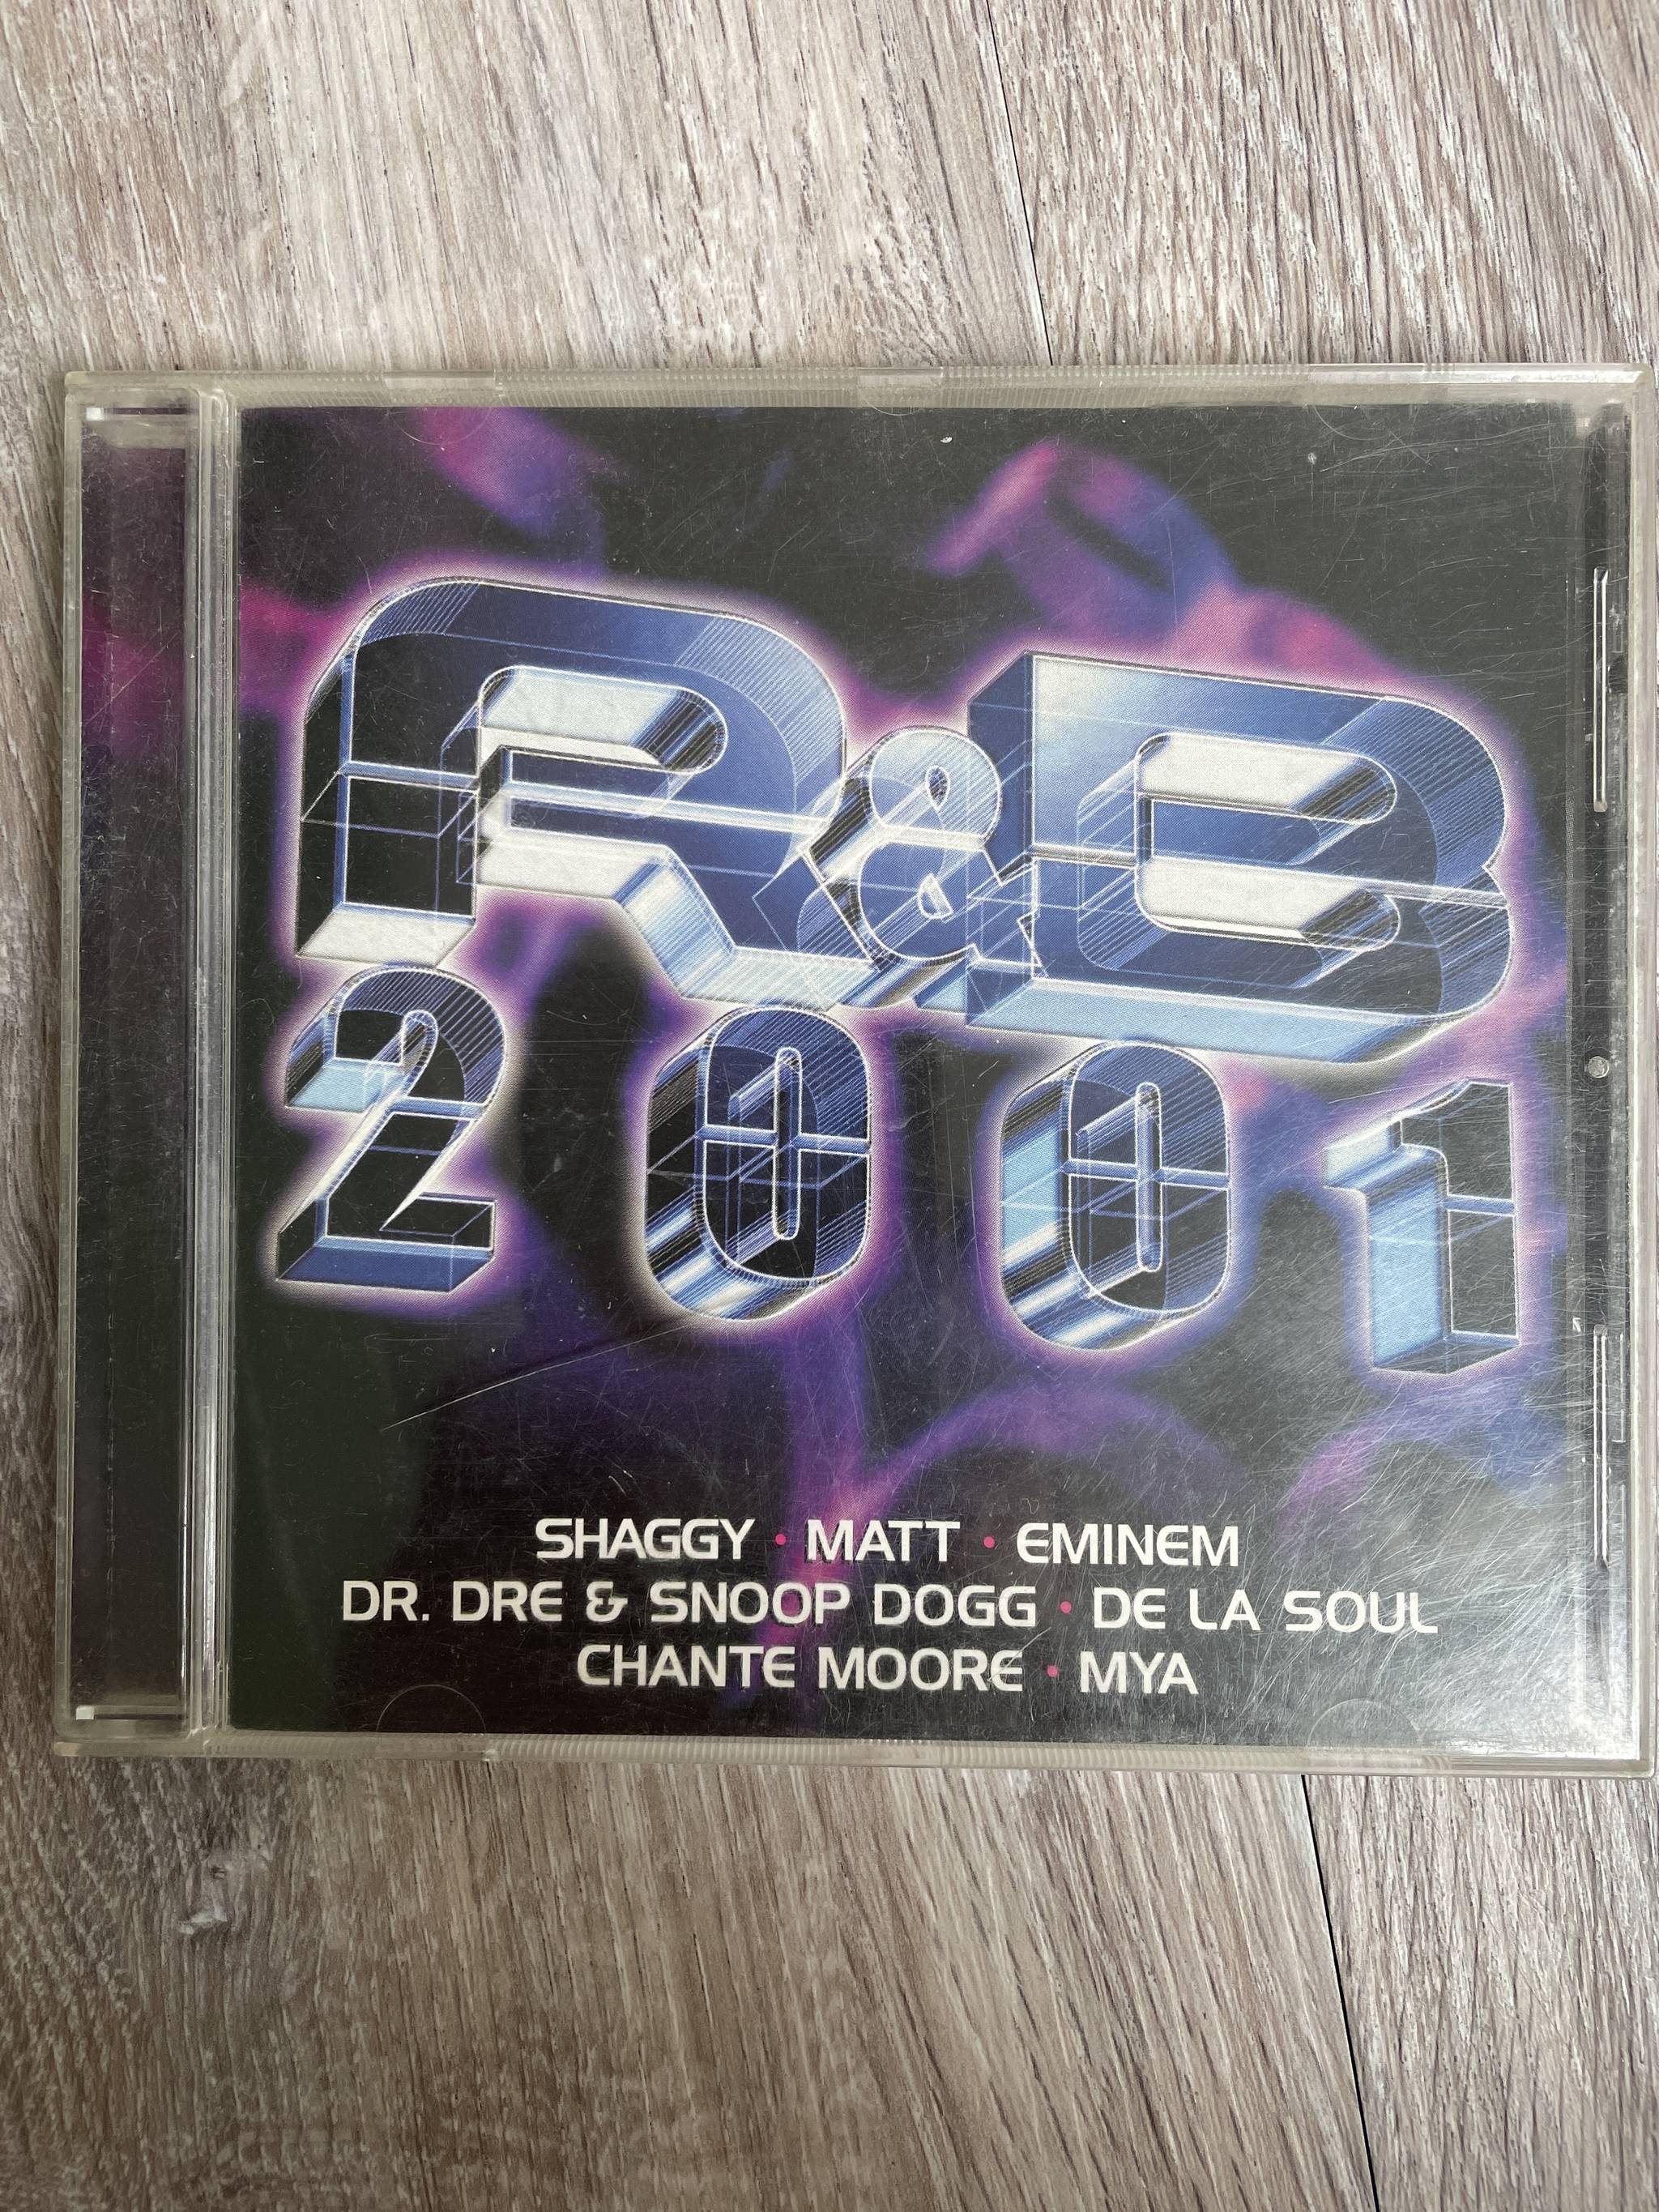 R&B
2001
SHAGGY • MATT • EMINEM
DR. DRE & SNOOP DOGG • DE LA SOUL
CHANTE MOORE • MYA